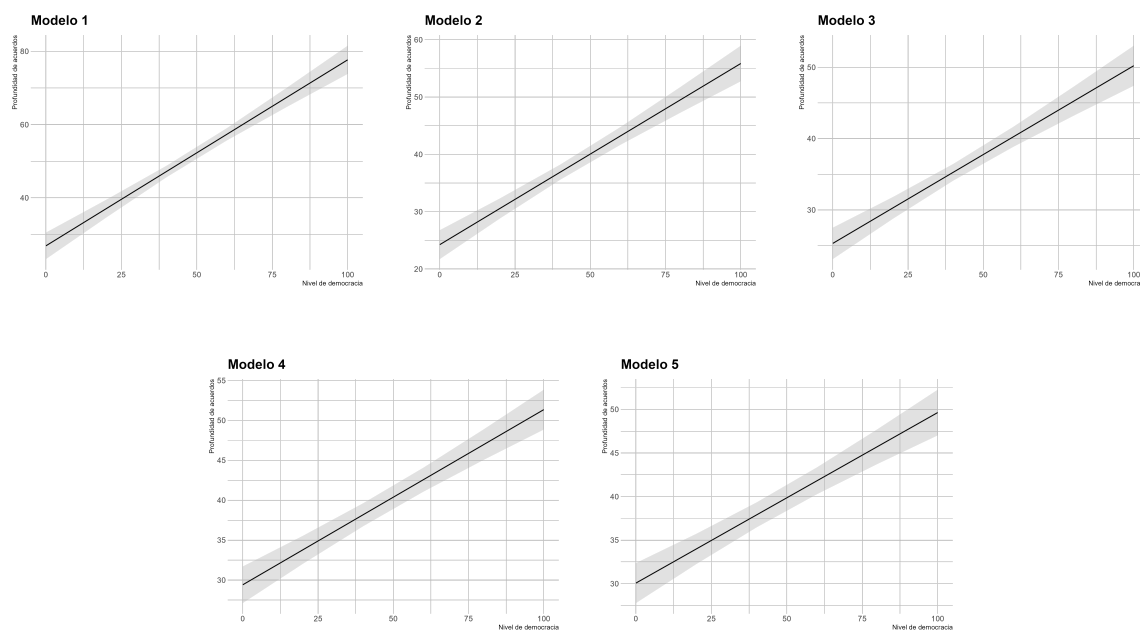 Modelo 1
Profundidad de acuerdos
80
60
40
0 25 50 75 100
Nivel de democracia
Modelo 2
Profundidad de acuerdos
60
50
40
30
20
0 25 50 75 100
Nivel de democracia
Modelo 3
Profundidad de acuerdos
50
40
30
0 25 50 75 100
Nivel de democra
Modelo 4
Profundidad de acuerdos
55
50
45
40
35
30
0 25 50 75 100
Nivel de democracia
Modelo 5
Profundidad de acuerdos
50
45
40
35
30
0 25 50 75 100
Nivel de democracia